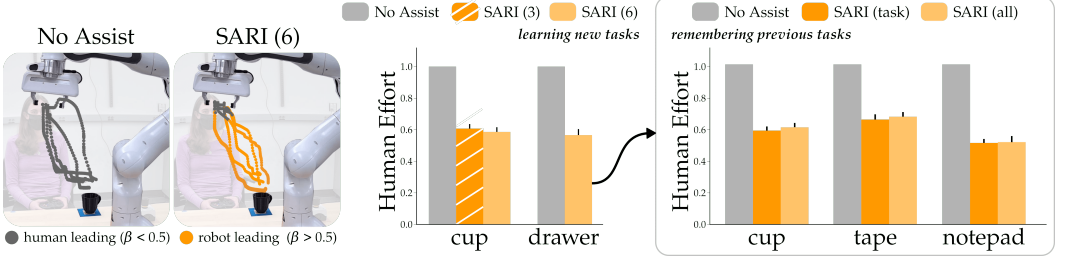 No Assist
SARI (6)
human leading (β < 0.5)
robot leading (β > 0.5)
No Assist
SARI (3)
SARI (6)
learning new tasks
Human Effort
1.0
0.8
0.6
0.4
0.2
0.0
cup
drawer
No Assist
SARI (task)
SARI (all)
remembering previous tasks
Human Effort
1.0
0.8
0.6
0.4
0.2
0.0
cup
tape
notepad